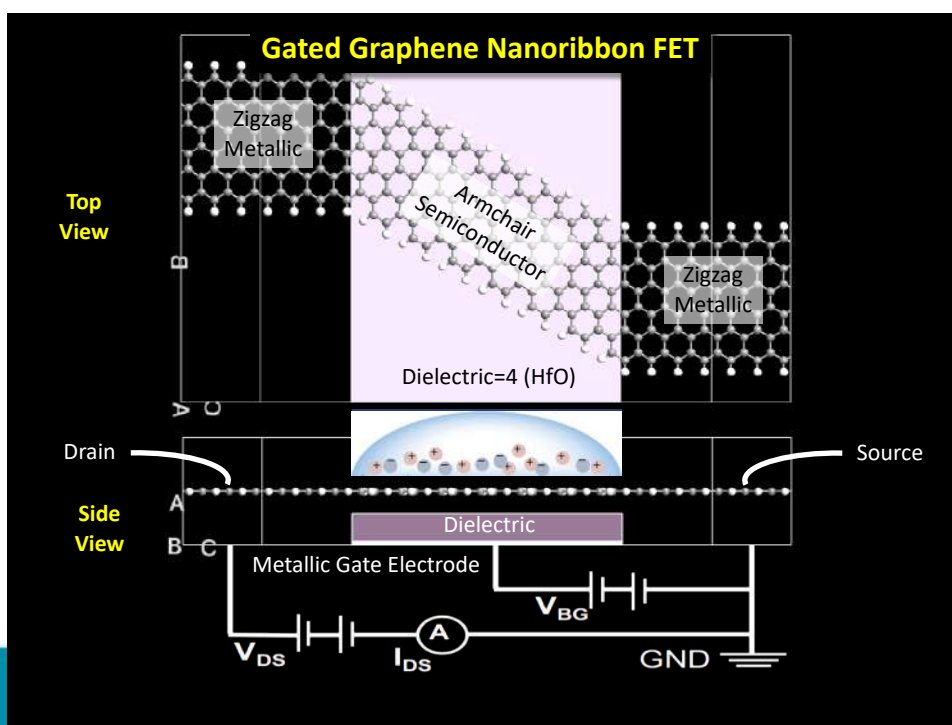 Gated Graphene Nanoribbon FET
Zigzag
Metallic
Top
View
Armchair
Semiconductor
B
Zigzag
Metallic
Dielectric=4 (HfO)
A
C
Drain
Source
A
Side
View
Dielectric
B
C
Metallic Gate Electrode
VBG
A
VDS
IDS
GND